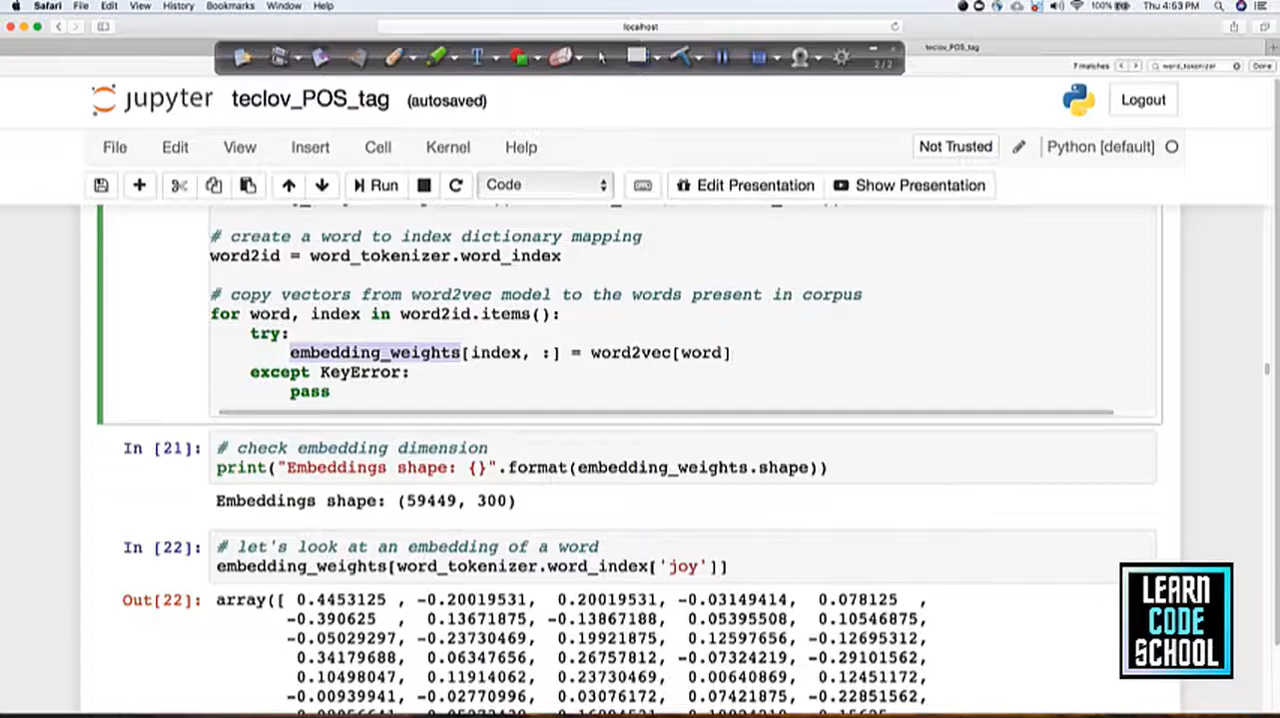 Safari File Edit View History Bookmarks Window Help 100% Thu 4:53 PM
localhost
teclov_POS_tag
2/2
7 matches word_tokenizer Done
jupyter teclov_POS_tag (autosaved) Logout
File Edit View Insert Cell Kernel Help Not Trusted Python [default]
Run Code Edit Presentation Show Presentation
# create a word to index dictionary mapping
word2id = word_tokenizer.word_index
# copy vectors from word2vec model to the words present in corpus
for word, index in word2id.items():
try:
embedding_weights[index, :] = word2vec[word]
except KeyError:
pass
In [21]: # check embedding dimension
print("Embeddings shape: {}".format(embedding_weights.shape))
Embeddings shape: (59449, 300)
In [22]: # let's look at an embedding of a word
embedding_weights[word_tokenizer.word_index['joy']]
Out[22]: array([ 0.4453125 , -0.20019531, 0.20019531, -0.03149414, 0.078125 ,
-0.390625 , 0.13671875, -0.13867188, 0.05395508, 0.10546875,
-0.05029297, -0.23730469, 0.19921875, 0.12597656, -0.12695312,
0.34179688, 0.06347656, 0.26757812, -0.07324219, -0.29101562,
0.10498047, 0.11914062, 0.23730469, 0.00640869, 0.12451172,
-0.00939941, -0.02770996, 0.03076172, 0.07421875, -0.22851562,
LEARN
CODE
SCHOOL